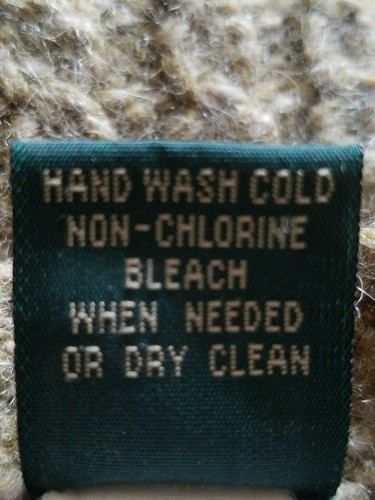 HAND WASH COLD
NON-CHLORINE
BLEACH
WHEN NEEDED
OR DRY CLEAN